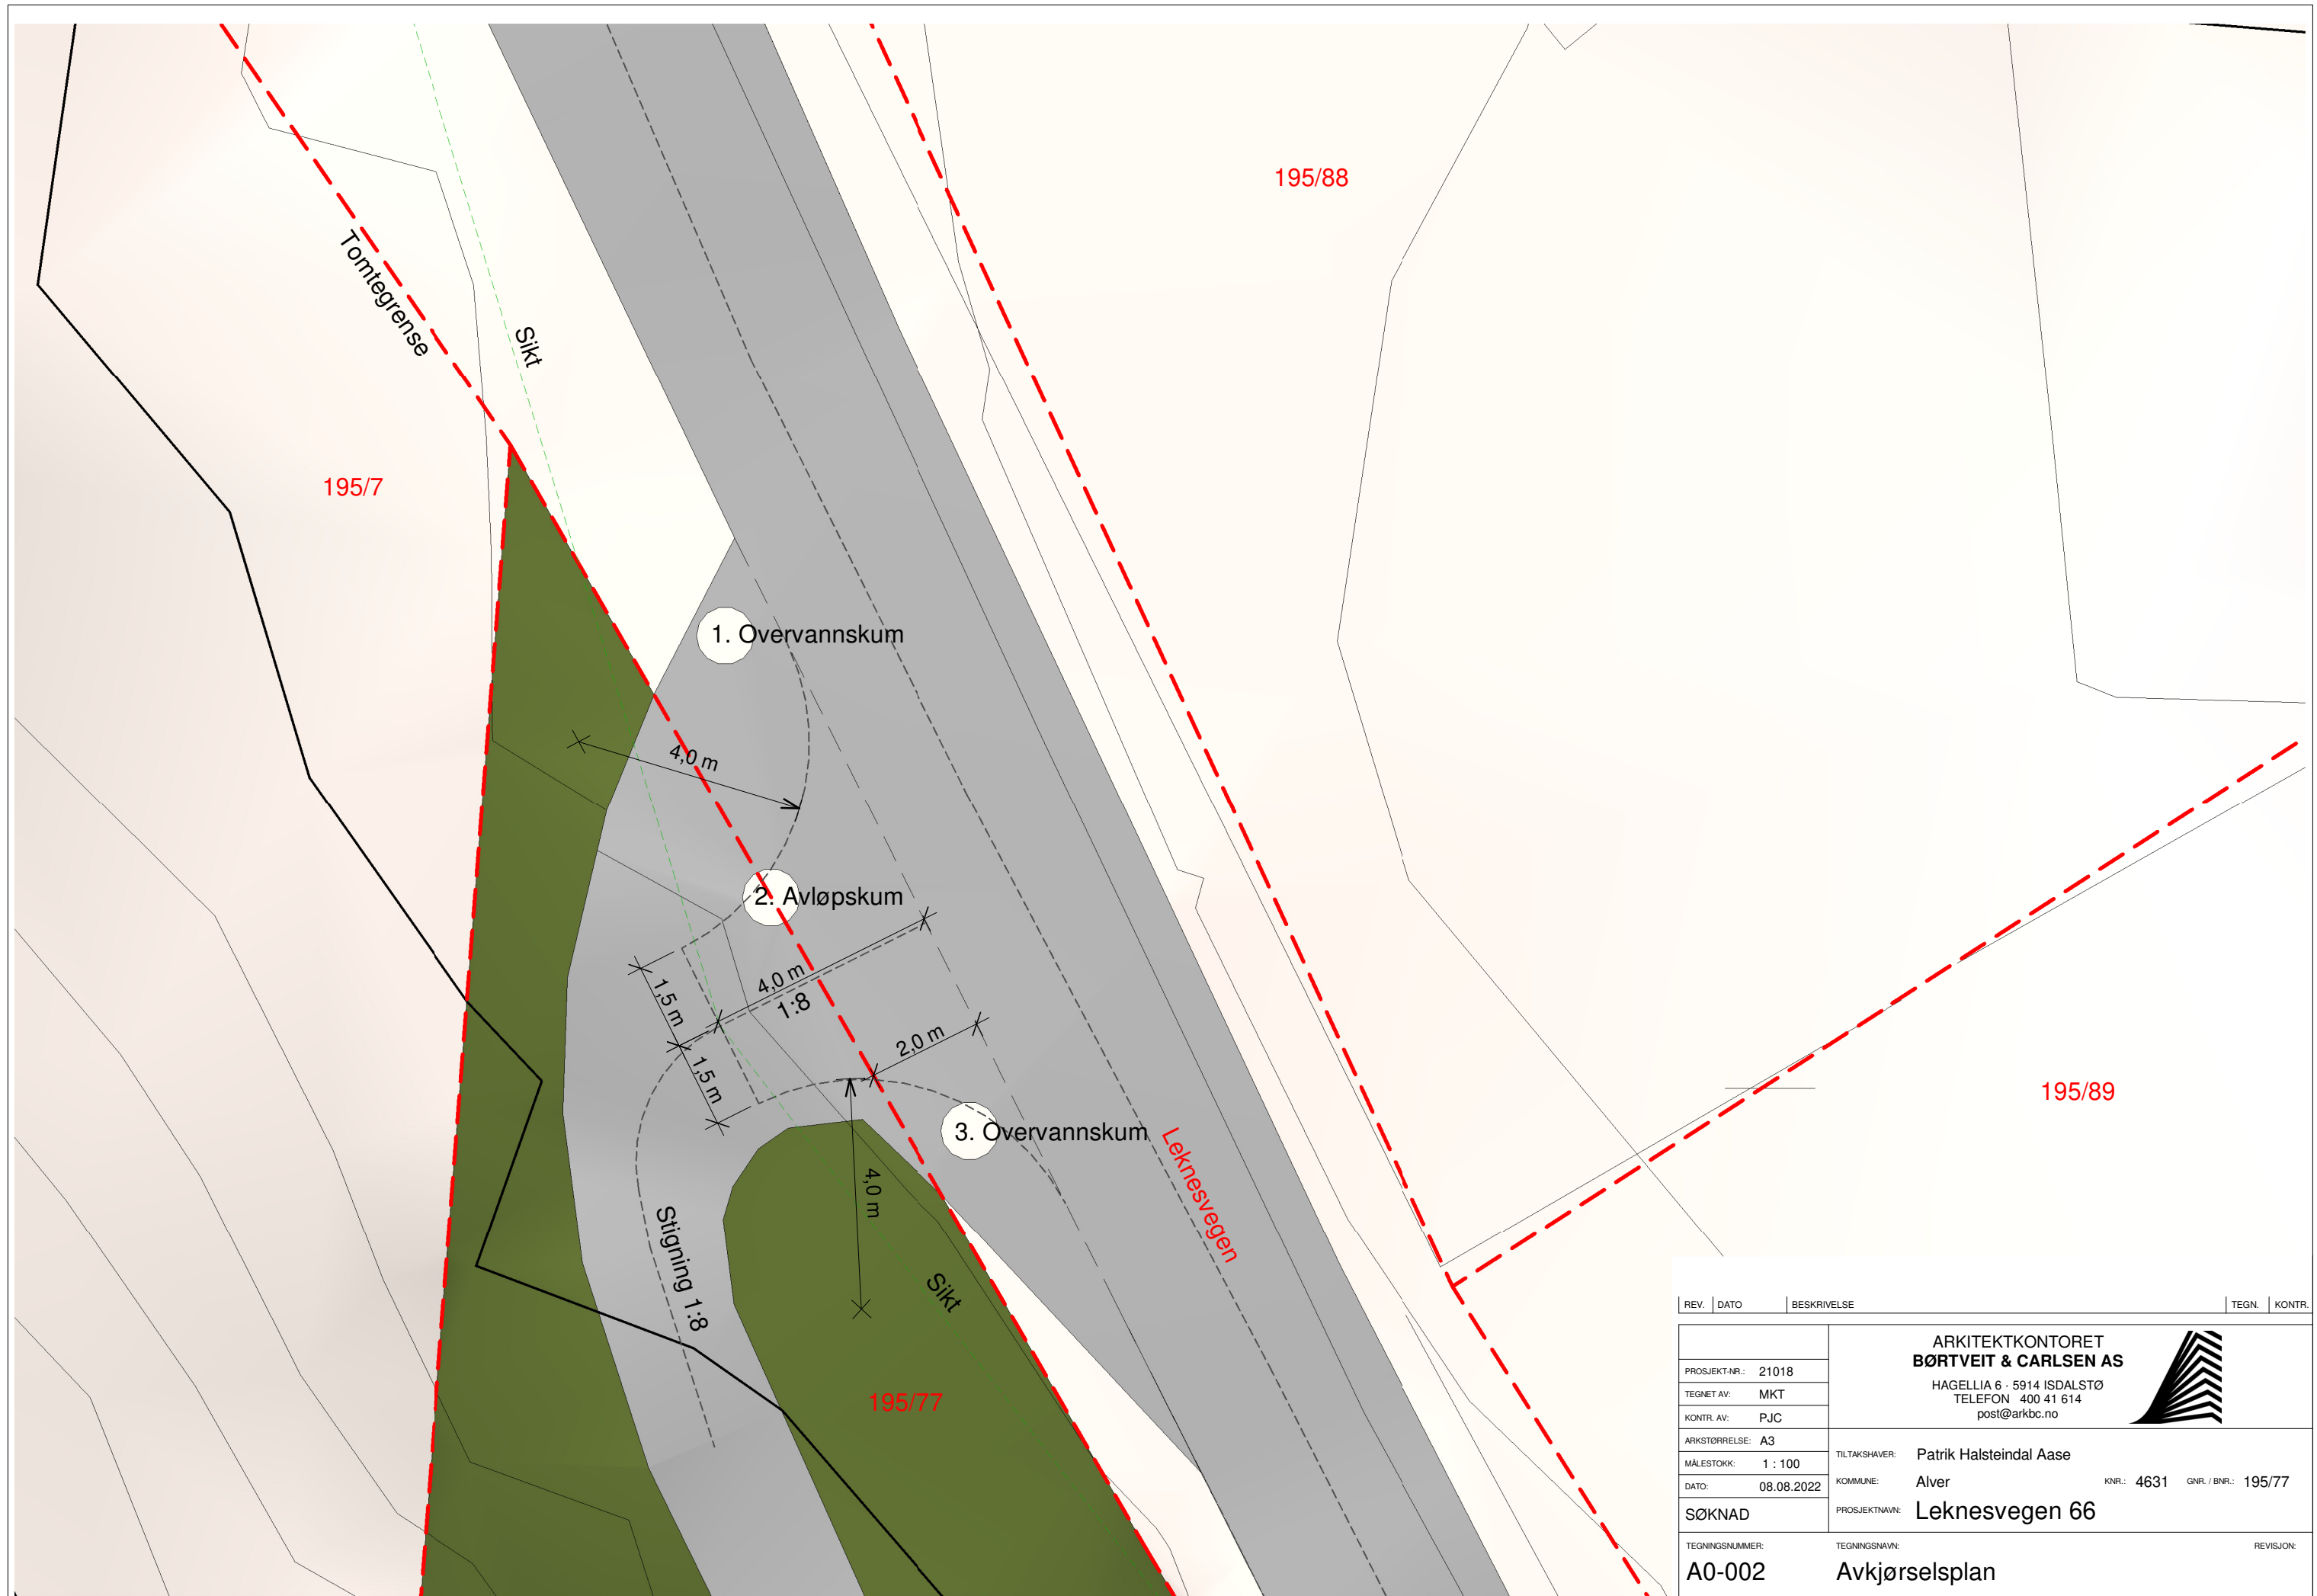 195/88
Tomtegrense
Sikt
195/7
1. Overvannskum
4,0 m
2. Avløpskum
4,0 m
1:8
1,5 m
1,5 m
2,0 m
3. Overvannskum
195/89
Leknesvegen
4,0 m
Stigning 1:8
Sikt
195/77
REV. DATO BESKRIVELSE TEGN. KONTR.
ARKITEKTKONTORET
BØRTVEIT & CARLSEN AS
HAGELLIA 6 - 5914 ISDALSTØ
TELEFON 400 41 614
post@arkbc.no
PROSJEKT-NR.: 21018
TEGNET AV: MKT
KONTR. AV: PJC
ARKSTØRRELSE: A3
MÅLESTOKK: 1 : 100
DATO: 08.08.2022
SØKNAD
TILTAKSHAVER: Patrik Halsteindal Aase
KOMMUNE: Alver KNR.: 4631 GNR. / BNR.: 195/77
PROSJEKTNAVN: Leknesvegen 66
TEGNINGSNUMMER: TEGNINGSNAVN: REVISJON:
A0-002 Avkjørselsplan